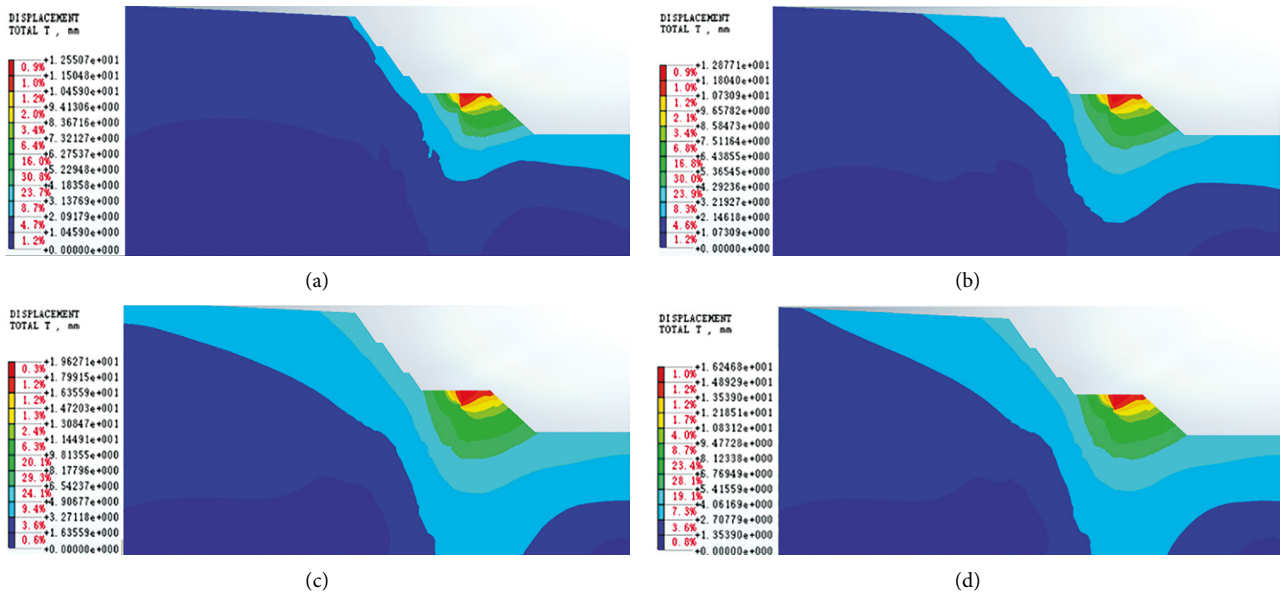 DISPLACEMENT
TOTAL T , mm
+1.25507e+001
0.9%
+1.15048e+001
1.0%
+1.04590e+001
1.2%
+9.41306e+000
2.0%
+8.36716e+000
3.4%
+7.32127e+000
6.4%
+6.27537e+000
16.0%
+5.22948e+000
30.8%
+4.18358e+000
23.7%
+3.13769e+000
8.7%
+2.09179e+000
4.7%
+1.04590e+000
1.2%
+0.00000e+000
(a)
DISPLACEMENT
TOTAL T , mm
+1.28771e+001
0.9%
+1.18040e+001
1.0%
+1.07309e+001
1.2%
+9.65782e+000
2.1%
+8.58473e+000
3.4%
+7.51164e+000
6.8%
+6.43855e+000
16.8%
+5.36545e+000
30.0%
+4.29236e+000
23.9%
+3.21927e+000
8.3%
+2.14618e+000
4.6%
+1.07309e+000
1.2%
+0.00000e+000
(b)
DISPLACEMENT
TOTAL T , mm
+1.96271e+001
0.3%
+1.79915e+001
1.2%
+1.63559e+001
1.2%
+1.47203e+001
1.3%
+1.30847e+001
2.4%
+1.14491e+001
6.3%
+9.81355e+000
20.1%
+8.17796e+000
29.3%
+6.54237e+000
24.1%
+4.90677e+000
9.4%
+3.27118e+000
3.6%
+1.63559e+000
0.6%
+0.00000e+000
(c)
DISPLACEMENT
TOTAL T , mm
+1.62468e+001
1.0%
+1.48929e+001
1.2%
+1.35390e+001
1.2%
+1.21851e+001
1.7%
+1.08312e+001
4.0%
+9.47728e+000
8.7%
+8.12338e+000
23.4%
+6.76949e+000
28.1%
+5.41559e+000
19.1%
+4.06169e+000
7.3%
+2.70779e+000
3.6%
+1.35390e+000
0.8%
+0.00000e+000
(d)